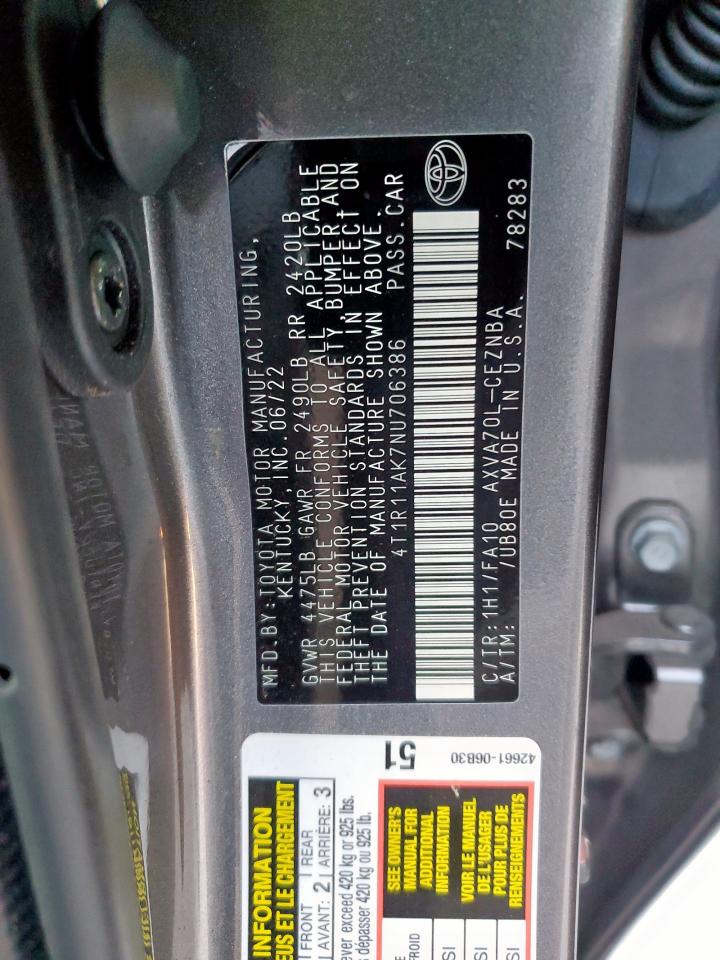 MFD.BY:TOYOTA MOTOR MANUFACTURING,
KENTUCKY, INC. 06/22
GVWR 4475LB GAWR FR 2490LB RR 2420LB
THIS VEHICLE CONFORMS TO ALL APPLICABLE
FEDERAL MOTOR VEHICLE SAFETY, BUMPER, AND
THEFT PREVENTION STANDARDS IN EFFECT ON
THE DATE OF MANUFACTURE SHOWN ABOVE.
4T1R11AK7NU706386 PASS.CAR
C/TR:1H1/FA10 AXVA70L-CEZNBA
A/TM: /UB80E MADE IN U.S.A. 78283
INFORMATION
ET LE CHARGEMENT
FRONT REAR
AVANT: 2 ARRIÈRE: 3
exceed 420 kg or 925 lbs.
dépasser 420 kg ou 925 lb.
51
42661-06B30
SEE OWNER'S
MANUAL FOR
ADDITIONAL
INFORMATION
VOIR LE MANUEL
DE L'USAGER
POUR PLUS DE
RENSEIGNEMENTS